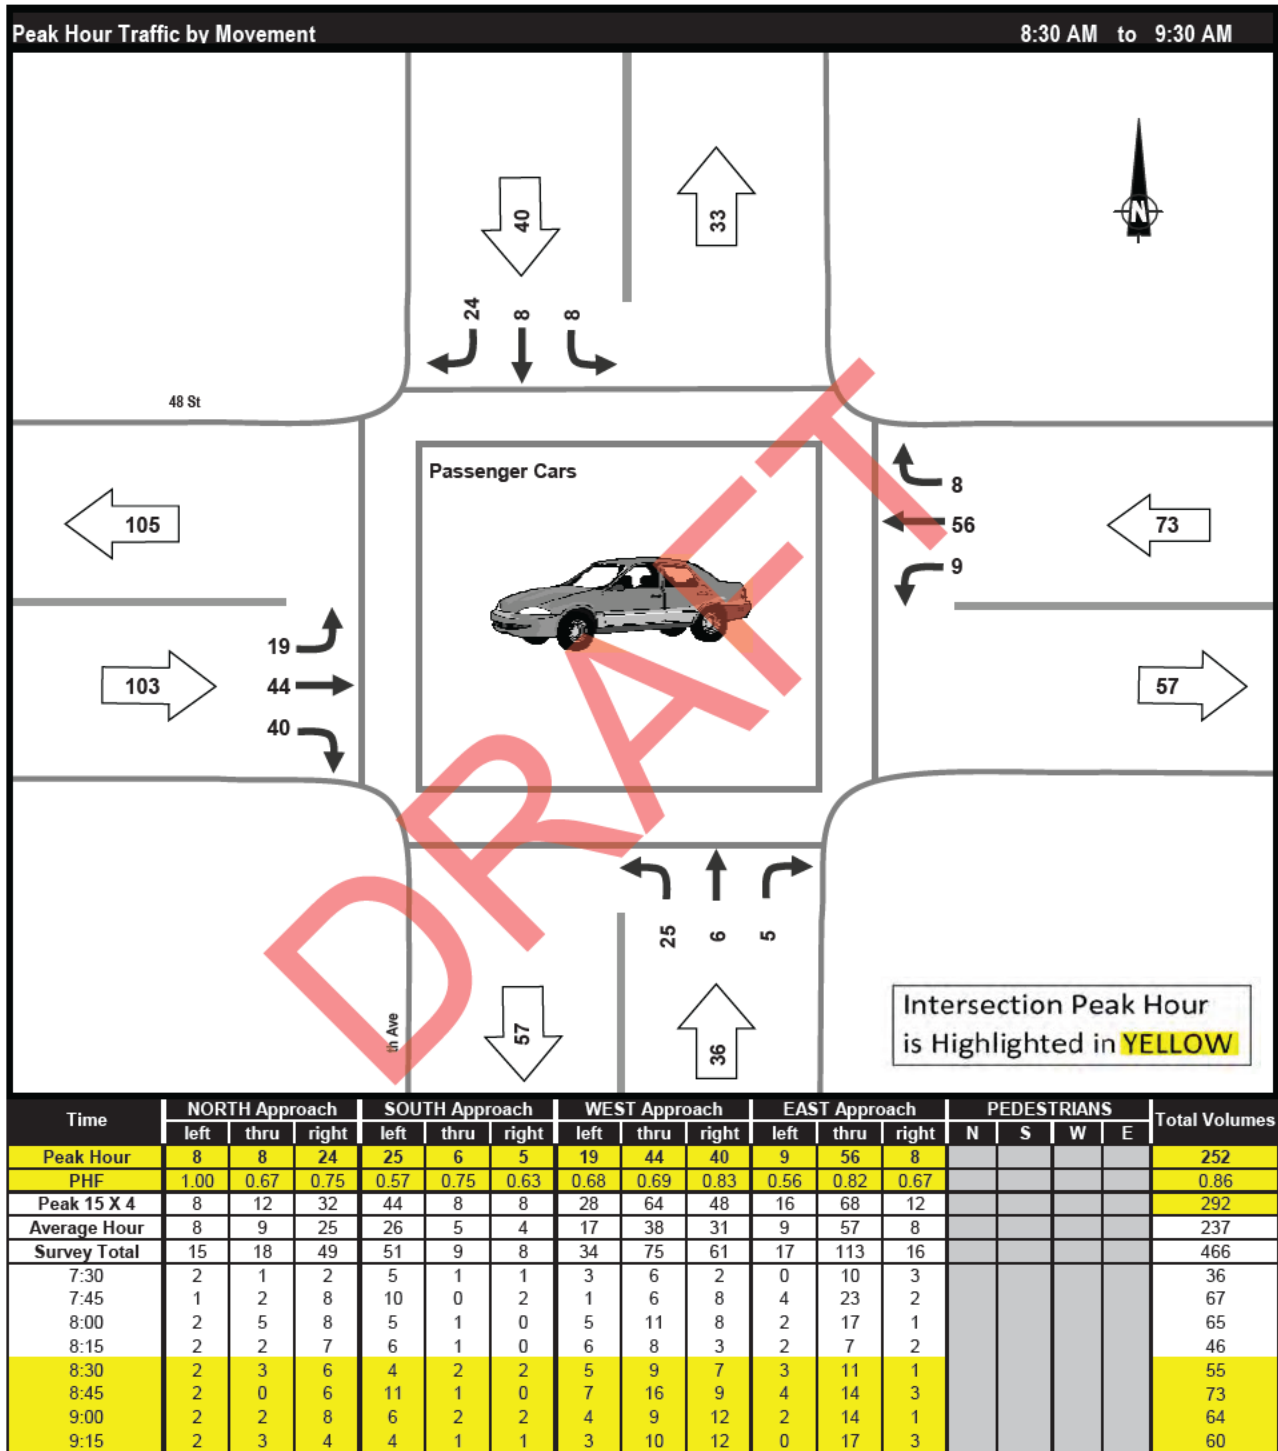 Peak Hour Traffic by Movement 8:30 AM to 9:30 AM
40 33
24 8 8
N
48 St
Passenger Cars
8
105 56 73
9
19
103 44 57
40
25 6 5
th Ave 57 36
Intersection Peak Hour
is Highlighted in YELLOW
DRAFT
Time NORTH Approach SOUTH Approach WEST Approach EAST Approach PEDESTRIANS Total Volumes
left thru right left thru right left thru right left thru right N S W E
Peak Hour 8 8 24 25 6 5 19 44 40 9 56 8 252
PHF 1.00 0.67 0.75 0.57 0.75 0.63 0.68 0.69 0.83 0.56 0.82 0.67 0.86
Peak 15 X 4 8 12 32 44 8 8 28 64 48 16 68 12 292
Average Hour 8 9 25 26 5 4 17 38 31 9 57 8 237
Survey Total 15 18 49 51 9 8 34 75 61 17 113 16 466
7:30 2 1 2 5 1 1 3 6 2 0 10 3 36
7:45 1 2 8 10 0 2 1 6 8 4 23 2 67
8:00 2 5 8 5 1 0 5 11 8 2 17 1 65
8:15 2 2 7 6 1 0 6 8 3 2 7 2 46
8:30 2 3 6 4 2 2 5 9 7 3 11 1 55
8:45 2 0 6 11 1 0 7 16 9 4 14 3 73
9:00 2 2 8 6 2 2 4 9 12 2 14 1 64
9:15 2 3 4 4 1 1 3 10 12 0 17 3 60